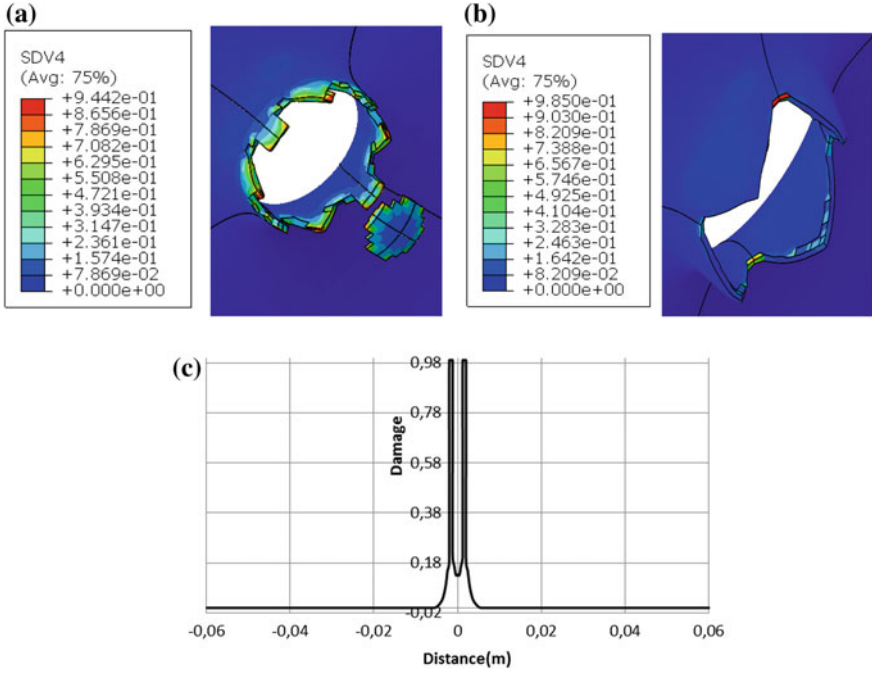 (a)
SDV4
(Avg: 75%)
+9.442e-01
+8.656e-01
+7.869e-01
+7.082e-01
+6.295e-01
+5.508e-01
+4.721e-01
+3.934e-01
+3.147e-01
+2.361e-01
+1.574e-01
+7.869e-02
+0.000e+00
(b)
SDV4
(Avg: 75%)
+9.850e-01
+9.030e-01
+8.209e-01
+7.388e-01
+6.567e-01
+5.746e-01
+4.925e-01
+4.104e-01
+3.283e-01
+2.463e-01
+1.642e-01
+8.209e-02
+0.000e+00
(c)
Damage
0,98
0,78
0,58
0,38
0,18
-0,02
-0,06
-0,04
-0,02
0
0,02
0,04
0,06
Distance(m)